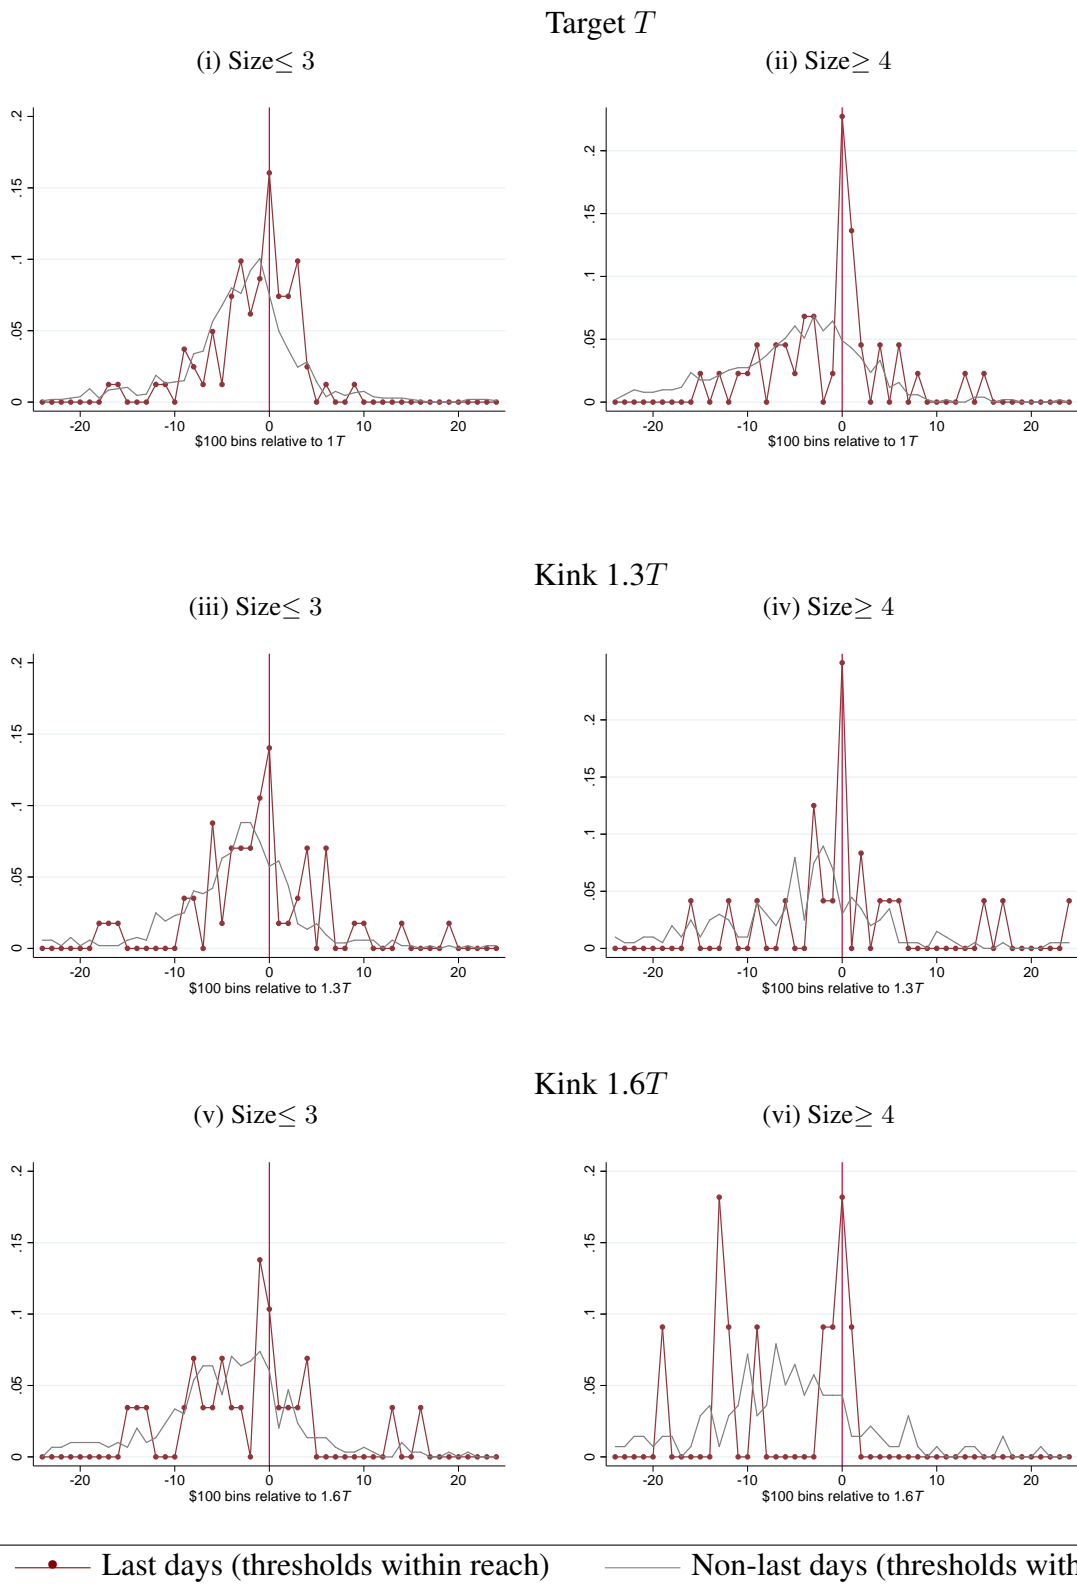 Target T
(i) Size≤ 3
(ii) Size≥ 4
0 .05 .1 .15 .2
-20 -10 0 10 20
$100 bins relative to 1T
0 .05 .1 .15 .2
-20 -10 0 10 20
$100 bins relative to 1T
Kink 1.3T
(iii) Size≤ 3
(iv) Size≥ 4
0 .05 .1 .15 .2
-20 -10 0 10 20
$100 bins relative to 1.3T
0 .05 .1 .15 .2
-20 -10 0 10 20
$100 bins relative to 1.3T
Kink 1.6T
(v) Size≤ 3
(vi) Size≥ 4
0 .05 .1 .15 .2
-20 -10 0 10 20
$100 bins relative to 1.6T
0 .05 .1 .15 .2
-20 -10 0 10 20
$100 bins relative to 1.6T
Last days (thresholds within reach)
Non-last days (thresholds with